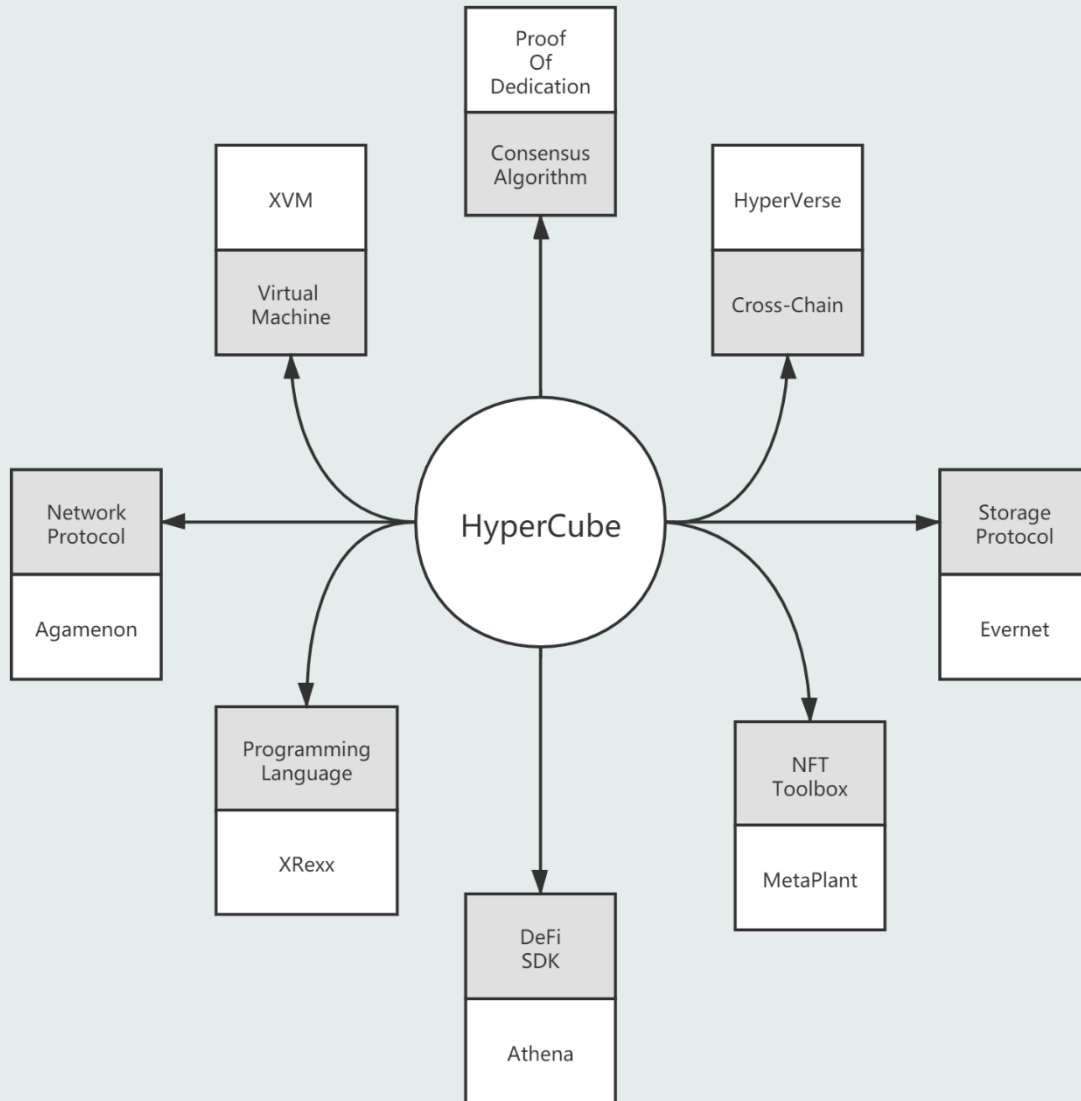 Proof
Of
Dedication
Consensus
Algorithm
XVM
Virtual
Machine
HyperVerse
Cross-Chain
Network
Protocol
Agamenon
HyperCube
Storage
Protocol
Evernet
Programming
Language
XRexx
NFT
Toolbox
MetaPlant
DeFi
SDK
Athena